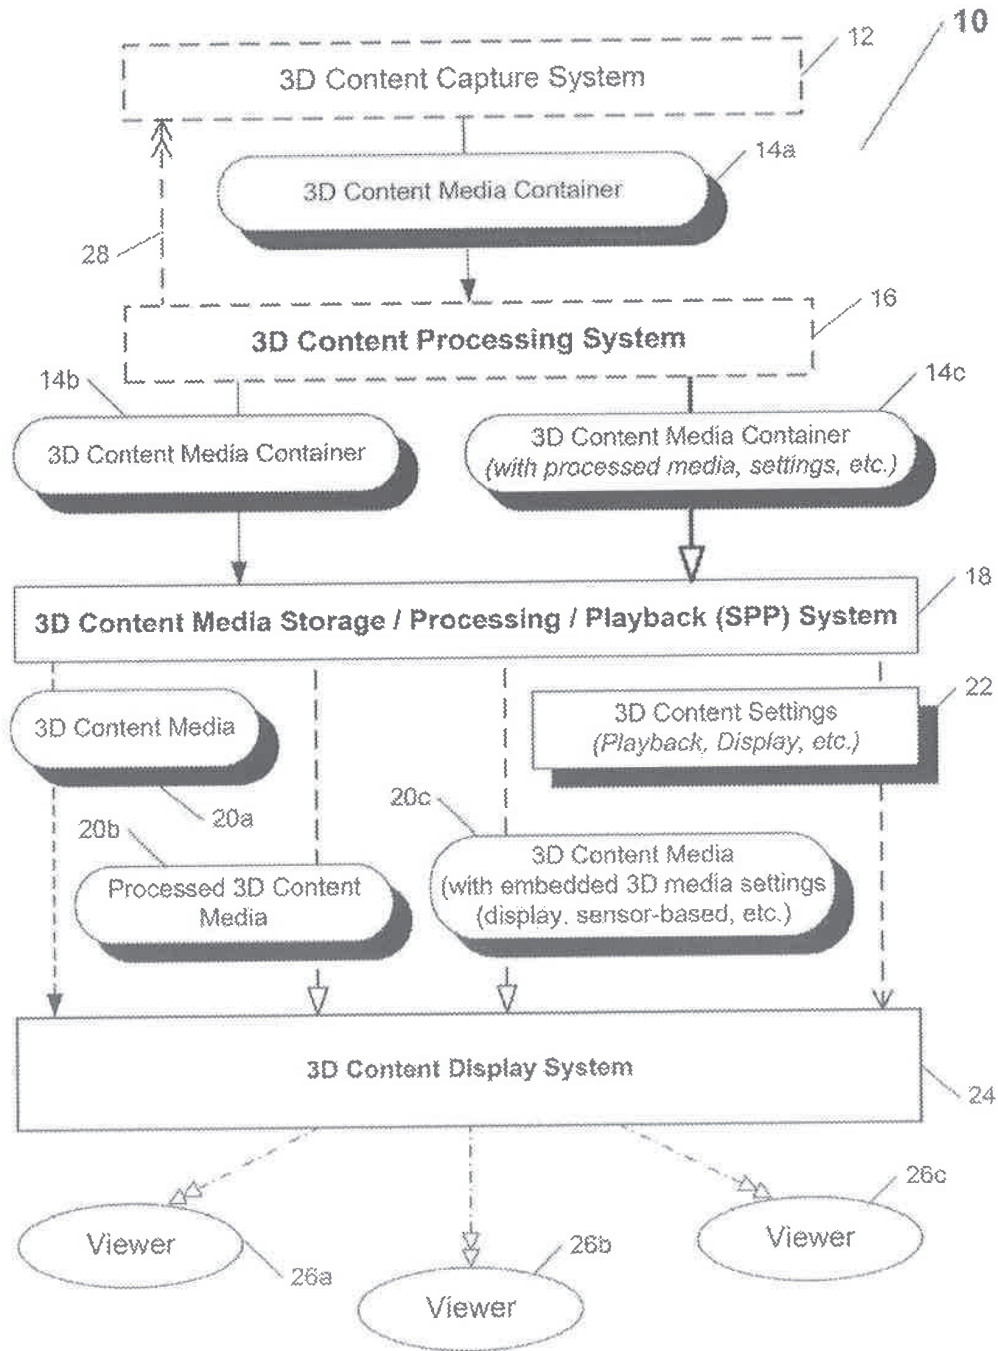 10
12
3D Content Capture System
14a
3D Content Media Container
28
16
3D Content Processing System
14b
14c
3D Content Media Container
3D Content Media Container
(with processed media, settings, etc.)
18
3D Content Media Storage / Processing / Playback (SPP) System
22
3D Content Media
3D Content Settings
(Playback, Display, etc.)
20a
20b
20c
Processed 3D Content
Media
3D Content Media
(with embedded 3D media settings
(display. sensor-based, etc.)
3D Content Display System
24
26c
Viewer
Viewer
26a
26b
Viewer